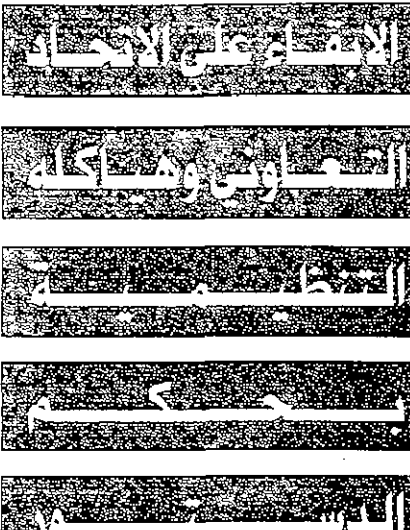 الإبقاء على الاتحاد
التعاوني وهياكله
التنظيمية
بحكم